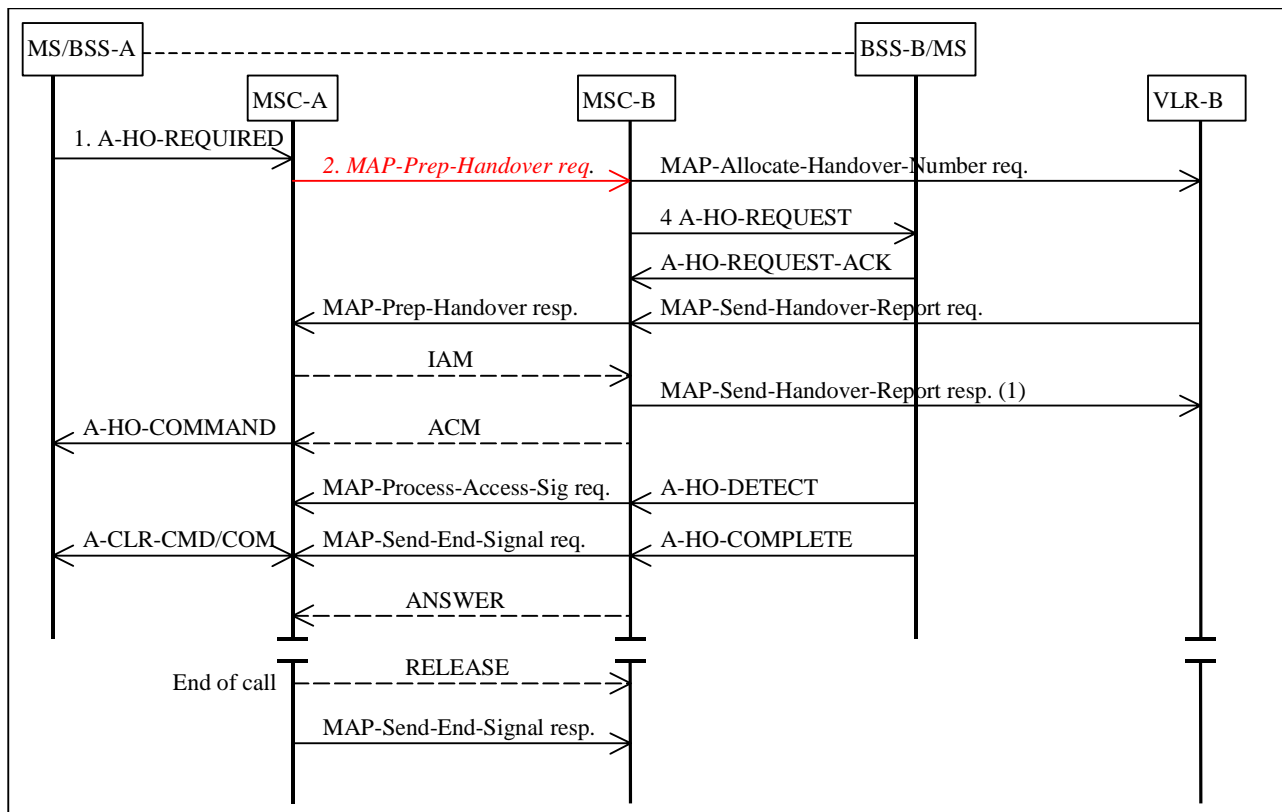 MS/BSS-A
BSS-B/MS
MSC-A
MSC-B
VLR-B
1. A-HO-REQUIRED
2. MAP-Prep-Handover req.
MAP-Allocate-Handover-Number req.
4 A-HO-REQUEST
A-HO-REQUEST-ACK
MAP-Prep-Handover resp.
MAP-Send-Handover-Report req.
IAM
MAP-Send-Handover-Report resp. (1)
A-HO-COMMAND
ACM
MAP-Process-Access-Sig req.
A-HO-DETECT
A-CLR-CMD/COM
MAP-Send-End-Signal req.
A-HO-COMPLETE
ANSWER
RELEASE
End of call
MAP-Send-End-Signal resp.